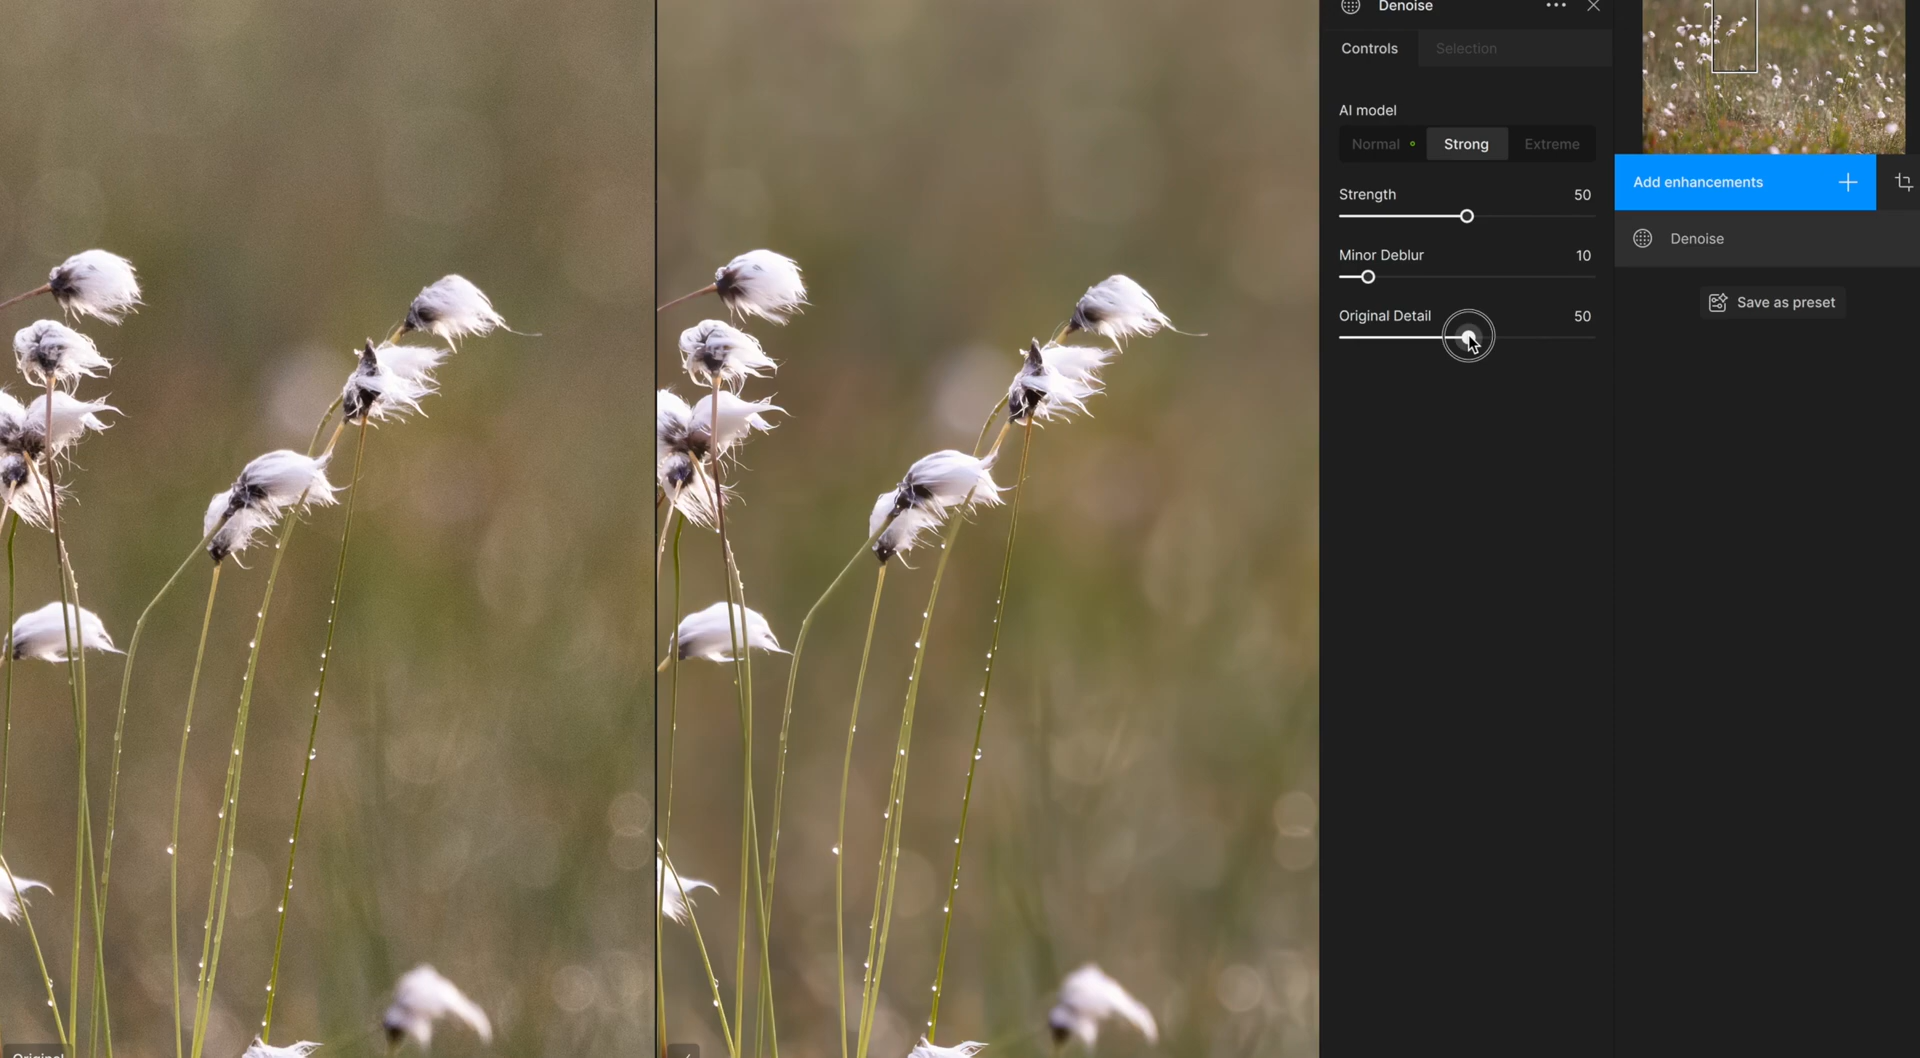 Denoise
Controls
Selection
AI model
Normal
Strong
Extreme
Strength 50
Minor Deblur 10
Original Detail 50
Add enhancements
Denoise
Save as preset
Original